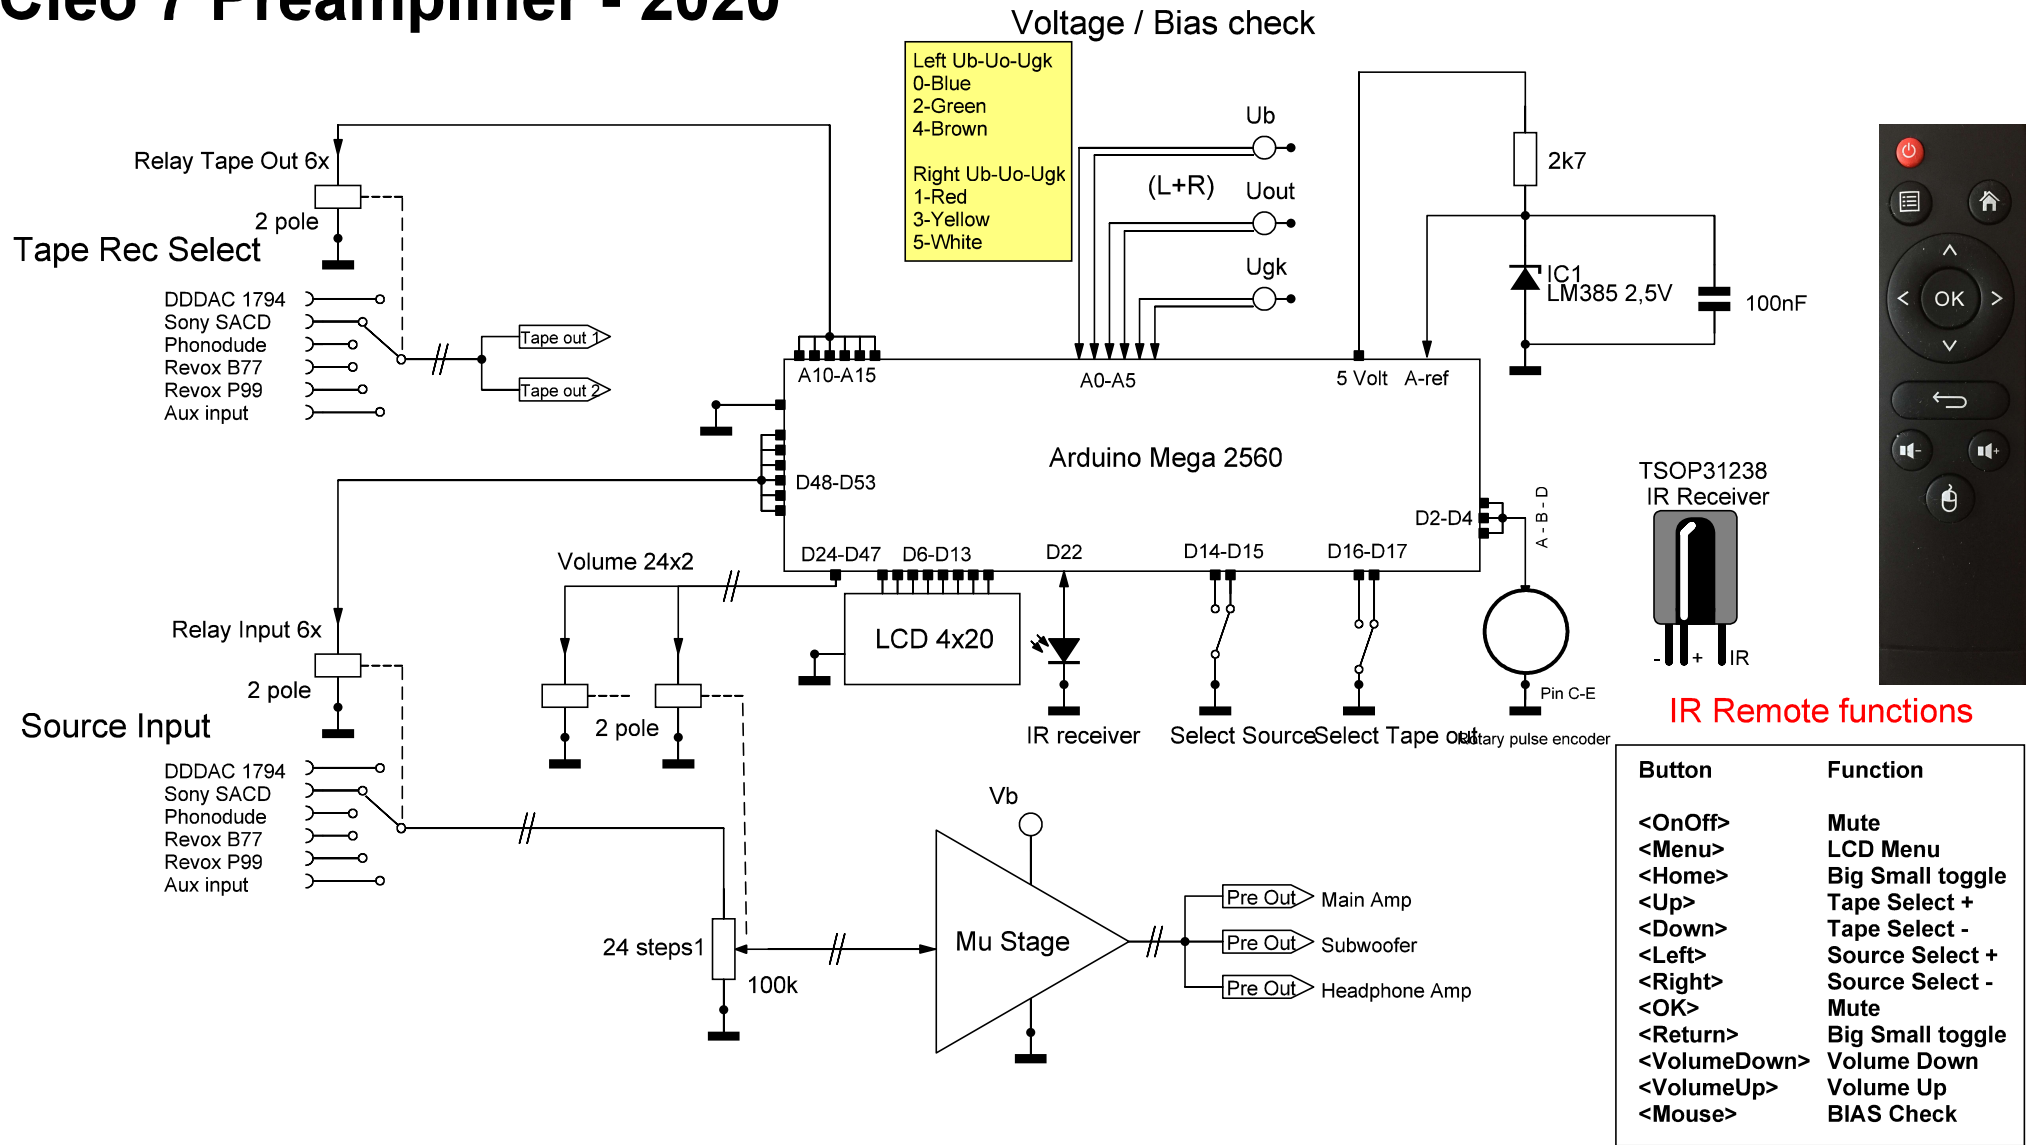 Cleo 7 Preamplifier - 2020
Voltage / Bias check
Left Ub-Uo-Ugk
0-Blue
2-Green
4-Brown
Right Ub-Uo-Ugk
1-Red
3-Yellow
5-White
Ub
(L+R)
Uout
Ugk
2k7
IC1
LM385 2,5V
100nF
Relay Tape Out 6x
2 pole
Tape Rec Select
DDDAC 1794
Sony SACD
Phonodude
Revox B77
Revox P99
Aux input
Tape out 1
Tape out 2
A10-A15
A0-A5
5 Volt
A-ref
Arduino Mega 2560
D48-D53
D2-D4
A - B - D
D24-D47
D6-D13
D22
D14-D15
D16-D17
OK
TSOP31238
IR Receiver
-
+
IR
Volume 24x2
LCD 4x20
Relay Input 6x
2 pole
2 pole
Pin C-E
IR receiver
Select Source
Select Tape out
Rotary pulse encoder
Source Input
DDDAC 1794
Sony SACD
Phonodude
Revox B77
Revox P99
Aux input
24 steps1
100k
Vb
Mu Stage
Pre Out
Main Amp
Pre Out
Subwoofer
Pre Out
Headphone Amp
IR Remote functions
Button Function
<OnOff> Mute
<Menu> LCD Menu
<Home> Big Small toggle
<Up> Tape Select +
<Down> Tape Select -
<Left> Source Select +
<Right> Source Select -
<OK> Mute
<Return> Big Small toggle
<VolumeDown> Volume Down
<VolumeUp> Volume Up
<Mouse> BIAS Check